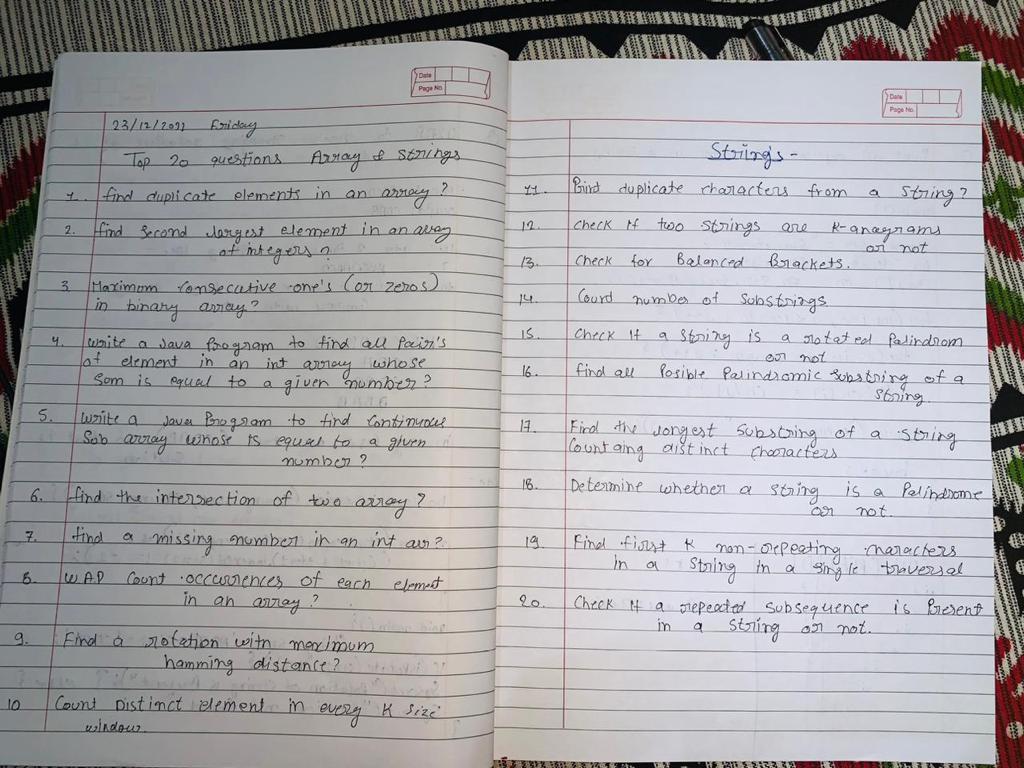 Date
Page No.
23/12/2022 Friday
Top 20 questions Array & strings
1. find duplicate elements in an array?
2. find second largest element in an array
of integers?
3. Maximum consecutive one's (or zeros)
in binary array?
4. write a Java Program to find all Pair's
of element in an int array whose
som is equal to a given number?
5. write a Java Program to find continuous
Sub array whose is equal to a given
number?
6. find the intersection of two array?
7. find a missing number in an int arr?
8. W.A.P Count occurrences of each element
in an array?
9. Find a rotation with maximum
hamming distance?
10 Count Distinct element in every K size
window.
Date
Page No.
Strings -
11. Find duplicate characters from a string?
12. check if two strings are K-anagrams
or not
13. check for Balanced Brackets.
14. Count number of substrings
15. Check if a string is a rotated Palindrom
or not
16. find all Posible Palindromic substring of a
string.
17. Find the longest substring of a string
Countaing distinct characters
18. Determine whether a string is a Palindrome
or not.
19. Find first K non-repeating characters
in a string in a single traversal
20. Check if a repeated subsequence is Present
in a string or not.